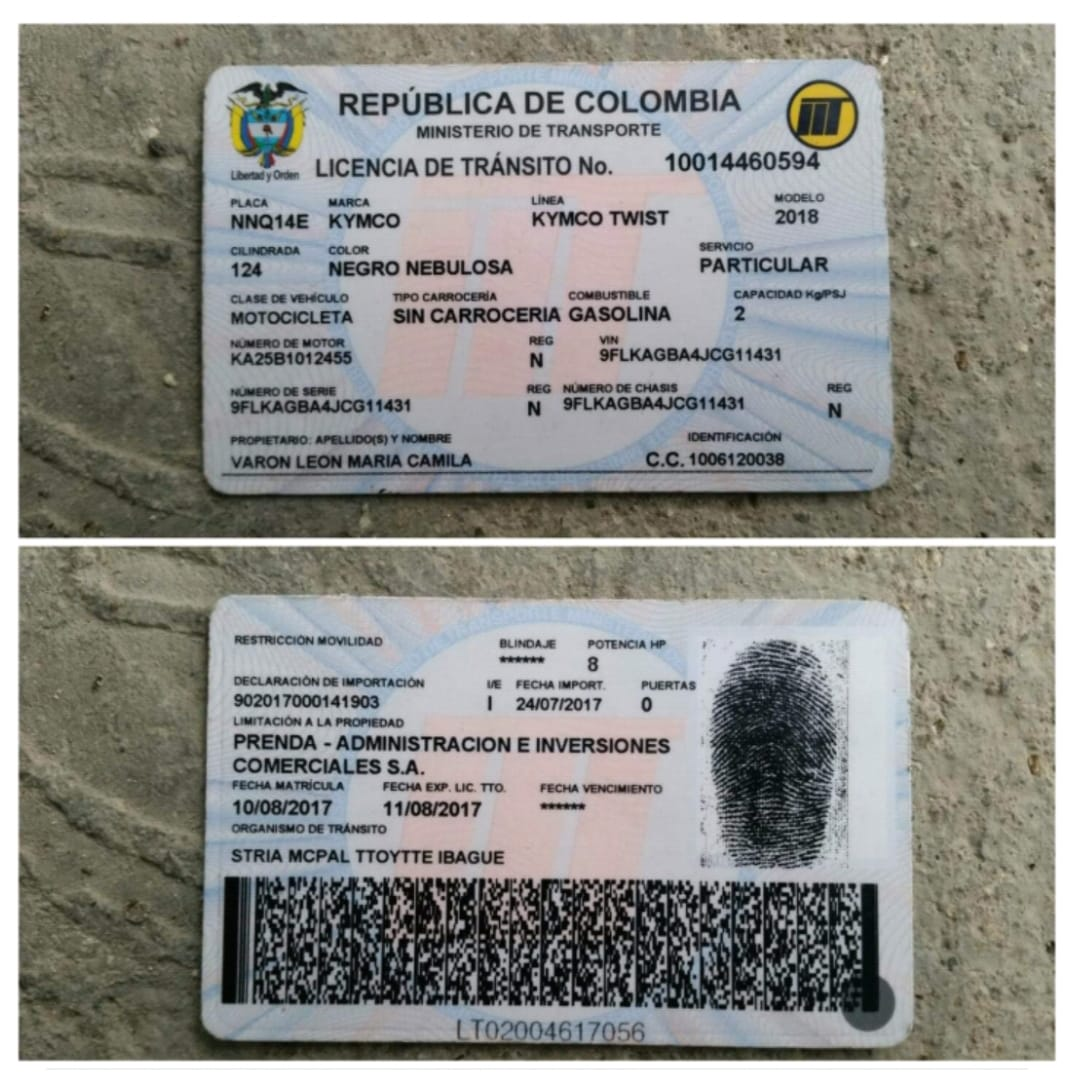 REPÚBLICA DE COLOMBIA
MINISTERIO DE TRANSPORTE
Libertad y Orden
LICENCIA DE TRÁNSITO No. 10014460594
PLACA MARCA LÍNEA MODELO
NNQ14E KYMCO KYMCO TWIST 2018
CILINDRADA COLOR SERVICIO
124 NEGRO NEBULOSA PARTICULAR
CLASE DE VEHÍCULO TIPO CARROCERÍA COMBUSTIBLE CAPACIDAD Kg/PSJ
MOTOCICLETA SIN CARROCERIA GASOLINA 2
NÚMERO DE MOTOR REG VIN
KA25B1012455 N 9FLKAGBA4JCG11431
NÚMERO DE SERIE REG NÚMERO DE CHASIS REG
9FLKAGBA4JCG11431 N 9FLKAGBA4JCG11431 N
PROPIETARIO: APELLIDO(S) Y NOMBRE IDENTIFICACIÓN
VARON LEON MARIA CAMILA C.C. 1006120038
RESTRICCIÓN MOVILIDAD BLINDAJE POTENCIA HP
****** 8
DECLARACIÓN DE IMPORTACIÓN I/E FECHA IMPORT. PUERTAS
902017000141903 I 24/07/2017 0
LIMITACIÓN A LA PROPIEDAD
PRENDA - ADMINISTRACION E INVERSIONES
COMERCIALES S.A.
FECHA MATRÍCULA FECHA EXP. LIC. TTO. FECHA VENCIMIENTO
10/08/2017 11/08/2017 ******
ORGANISMO DE TRÁNSITO
STRIA MCPAL TTOYTTE IBAGUE
LT02004617056